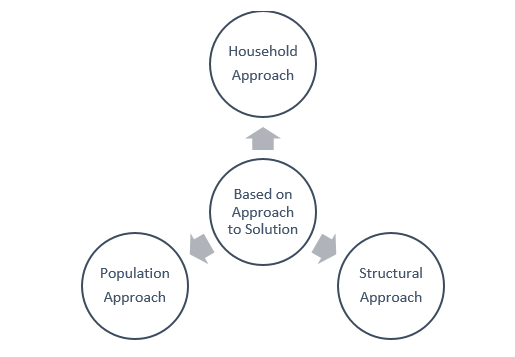 Household
Approach
Based on
Approach
to Solution
Population
Approach
Structural
Approach